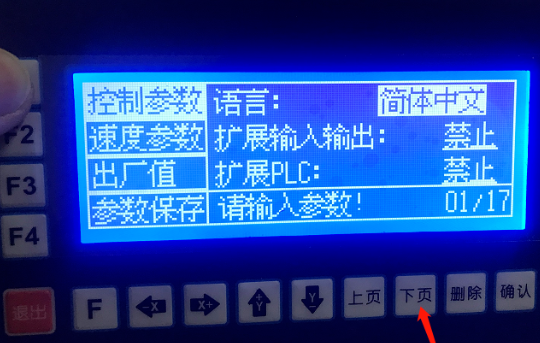 控制参数 语言: 简体中文
速度参数 扩展输入输出: 禁止
出厂值 扩展PLC: 禁止
参数保存 请输入参数! 01/17
F2
F3
F4
退出 F -X X+ Y+ Y- 上页 下页 删除 确认